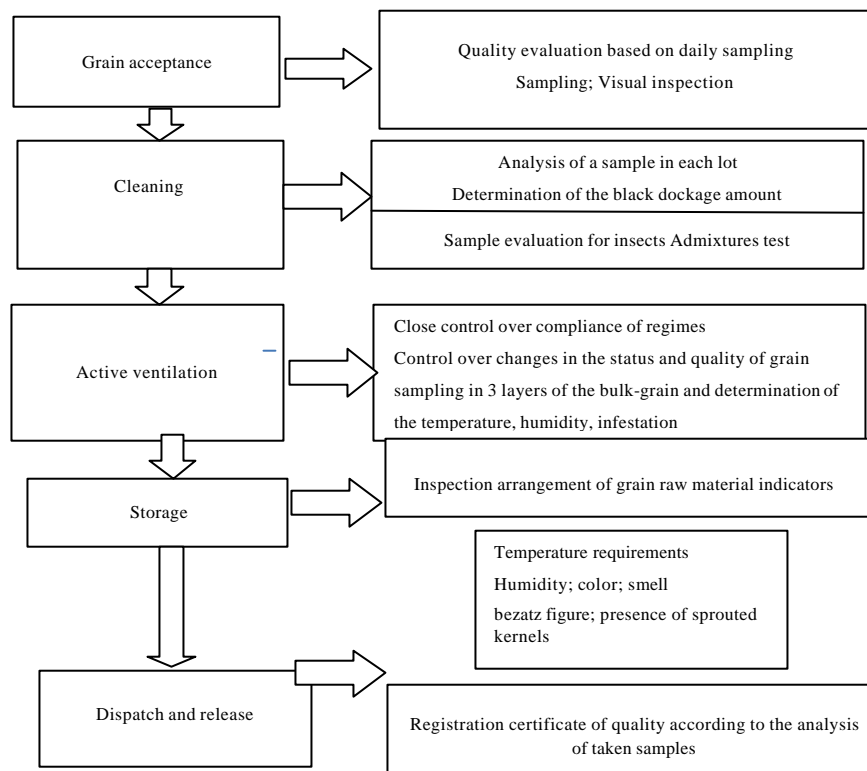 Grain acceptance
Quality evaluation based on daily sampling
Sampling; Visual inspection
Cleaning
Analysis of a sample in each lot
Determination of the black dockage amount
Sample evaluation for insects Admixtures test
Active ventilation
Close control over compliance of regimes
Control over changes in the status and quality of grain
sampling in 3 layers of the bulk-grain and determination of
the temperature, humidity, infestation
Storage
Inspection arrangement of grain raw material indicators
Temperature requirements
Humidity; color; smell
bezatz figure; presence of sprouted
kernels
Dispatch and release
Registration certificate of quality according to the analysis
of taken samples